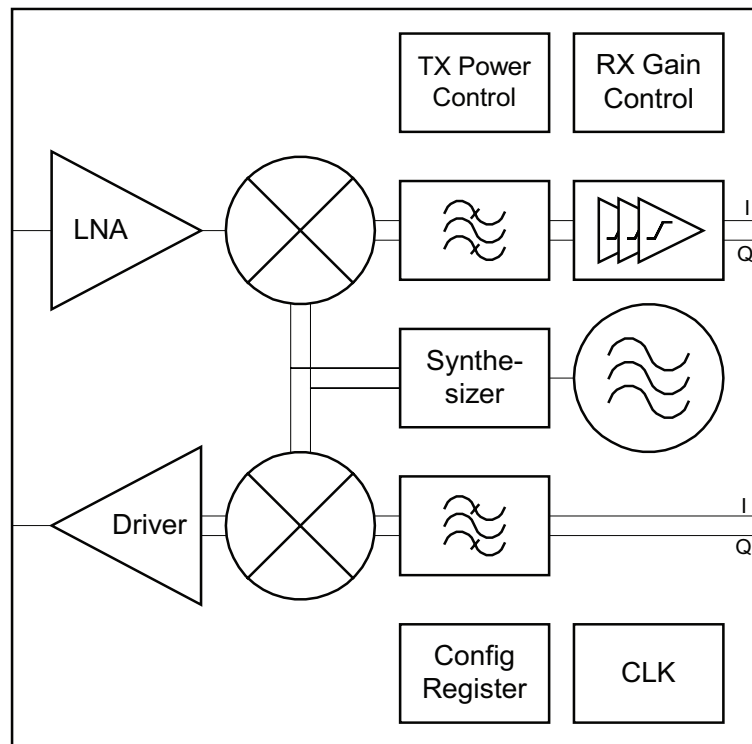 TX Power
Control
RX Gain
Control
LNA
I
Q
Synthe-
sizer
Driver
I
Q
Config
Register
CLK